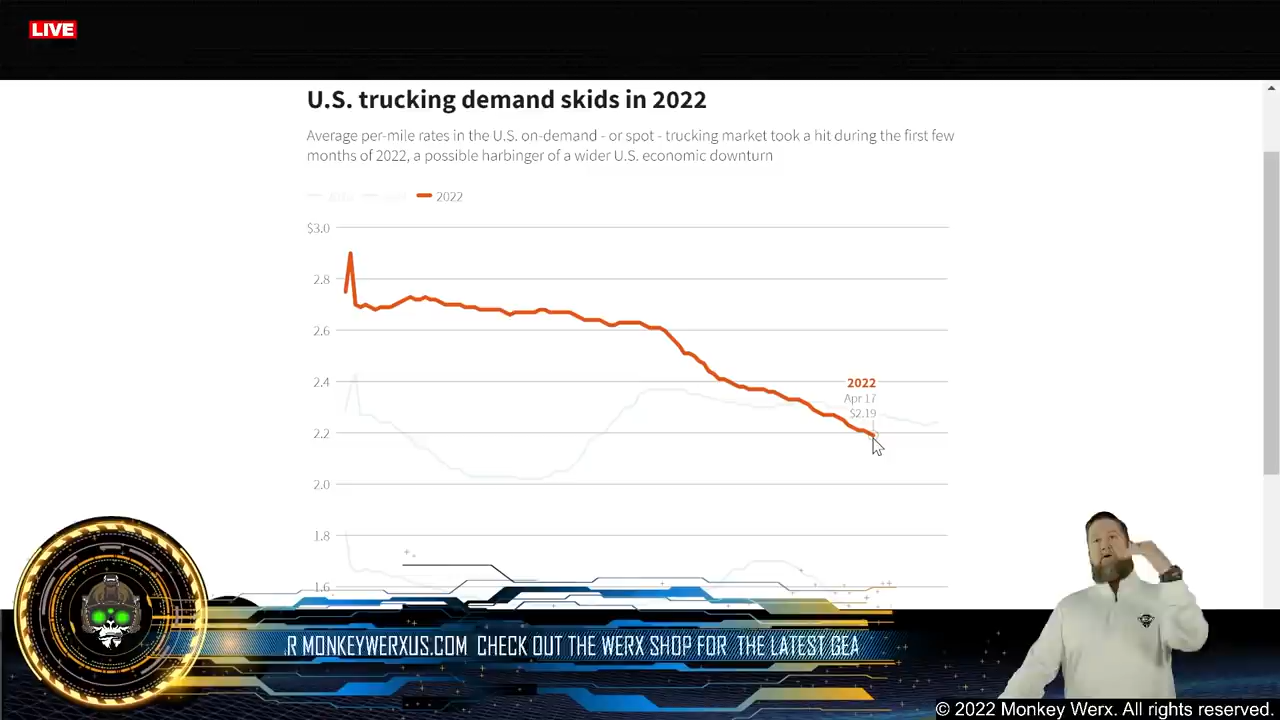 LIVE
U.S. trucking demand skids in 2022
Average per-mile rates in the U.S. on-demand - or spot - trucking market took a hit during the first few
months of 2022, a possible harbinger of a wider U.S. economic downturn
2022
$3.0
2.8
2.6
2.4
2022
Apr 17
$2.19
2.2
2.0
1.8
1.6
R MONKEYWERXUS.COM CHECK OUT THE WERX SHOP FOR THE LATEST GEA
© 2022 Monkey Werx. All rights reserved.